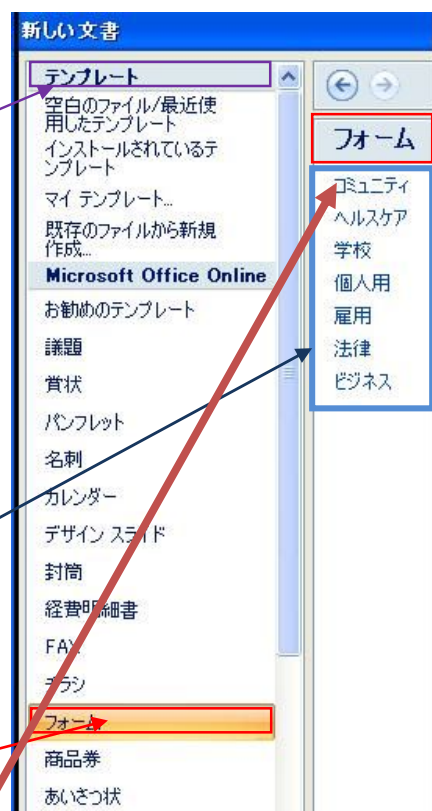 新しい文書
テンプレート
空白のファイル/最近使
用したテンプレート
インストールされているテ
ンプレート
マイ テンプレート...
既存のファイルから新規
作成...
Microsoft Office Online
お勧めのテンプレート
議題
賞状
パンフレット
名刺
カレンダー
デザイン スライド
封筒
経費明細書
FAX
チラシ
フォーム
商品券
あいさつ状
フォーム
コミュニティ
ヘルスケア
学校
個人用
雇用
法律
ビジネス